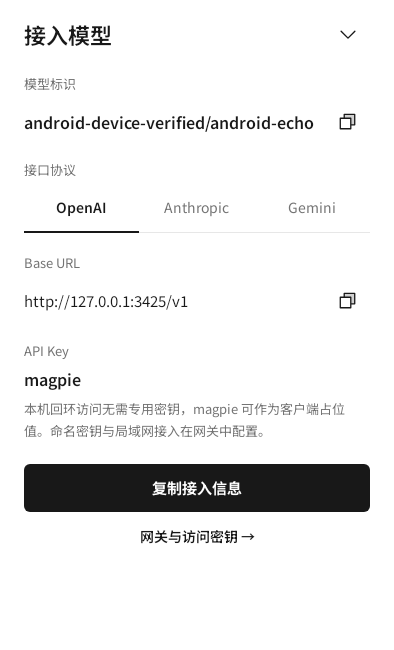 接入模型
模型标识
android-device-verified/android-echo
接口协议
OpenAI
Anthropic
Gemini
Base URL
http://127.0.0.1:3425/v1
API Key
magpie
本机回环访问无需专用密钥，magpie 可作为客户端占位
值。命名密钥与局域网接入在网关中配置。
复制接入信息
网关与访问密钥 →